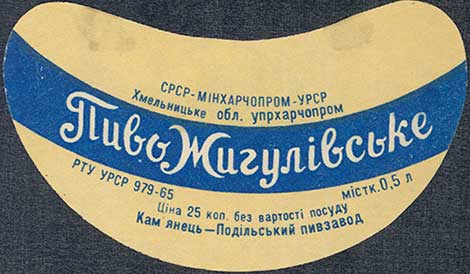 СРСР-МІНХАРЧОПРОМ-УРСР
Хмельницьке обл. упрхарчопром
Пиво Жигулівське
РТУ УРСР 979-65
містк. 0,5 л
Ціна 25 коп. без вартості посуду
Кам янець—Подільський пивзавод